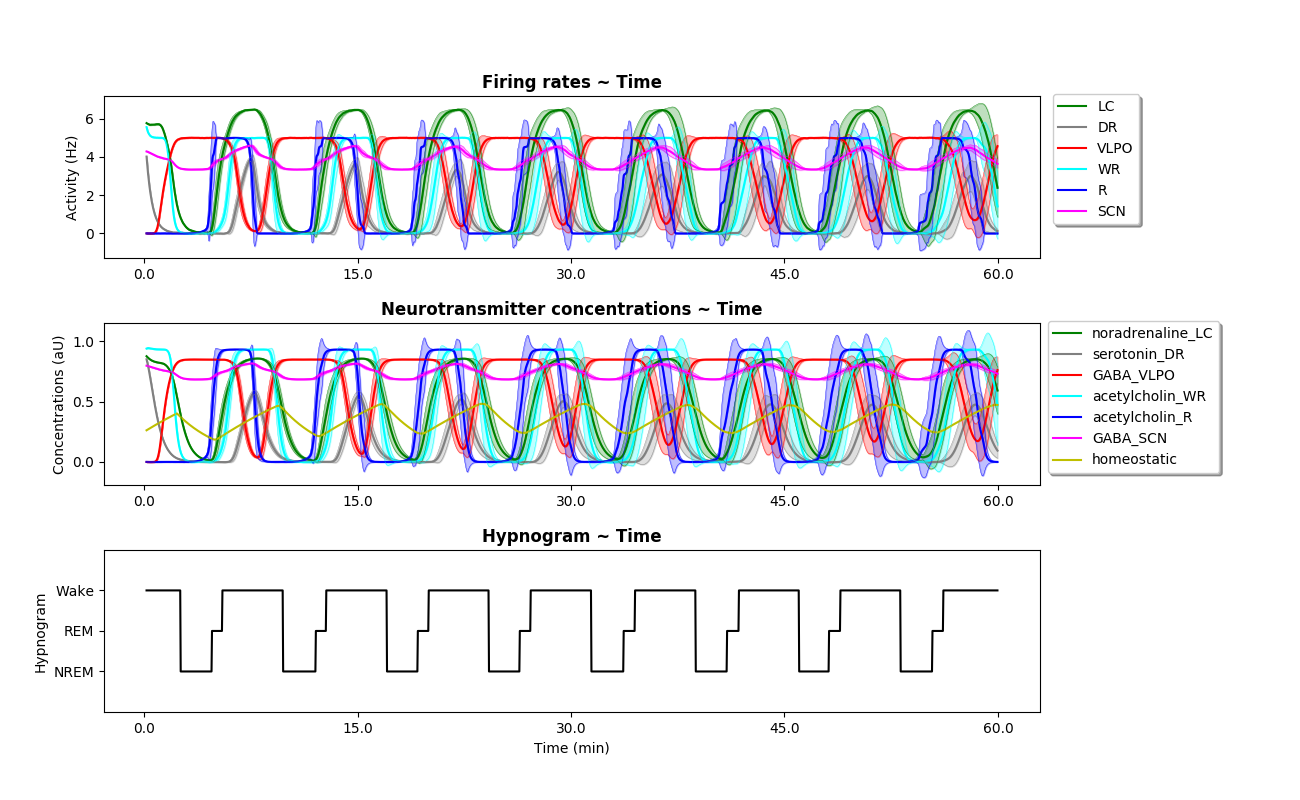 Firing rates ~ Time
Activity (Hz)
6
4
2
0
0.0 15.0 30.0 45.0 60.0
LC
DR
VLPO
WR
R
SCN
Neurotransmitter concentrations ~ Time
Concentrations (aU)
1.0
0.5
0.0
0.0 15.0 30.0 45.0 60.0
noradrenaline_LC
serotonin_DR
GABA_VLPO
acetylcholin_WR
acetylcholin_R
GABA_SCN
homeostatic
Hypnogram ~ Time
Hypnogram
Wake
REM
NREM
0.0 15.0 30.0 45.0 60.0
Time (min)